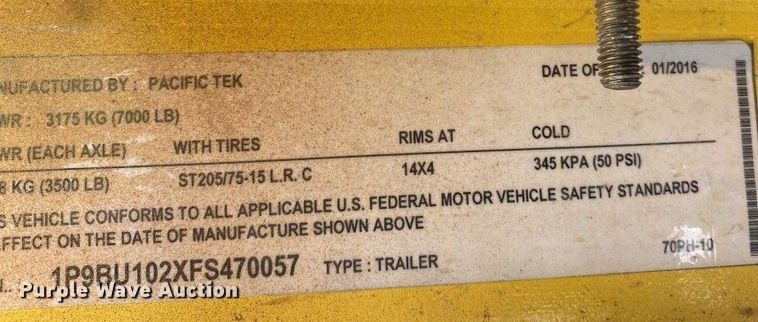 MANUFACTURED BY: PACIFIC TEK DATE OF 01/2016
WR: 3175 KG (7000 LB)
WR (EACH AXLE) WITH TIRES RIMS AT COLD
8 KG (3500 LB) ST205/75-15 L.R. C 14X4 345 KPA (50 PSI)
S VEHICLE CONFORMS TO ALL APPLICABLE U.S. FEDERAL MOTOR VEHICLE SAFETY STANDARDS
EFFECT ON THE DATE OF MANUFACTURE SHOWN ABOVE
1P9BU102XFS470057 TYPE: TRAILER 70PH-10
Purple Wave Auction